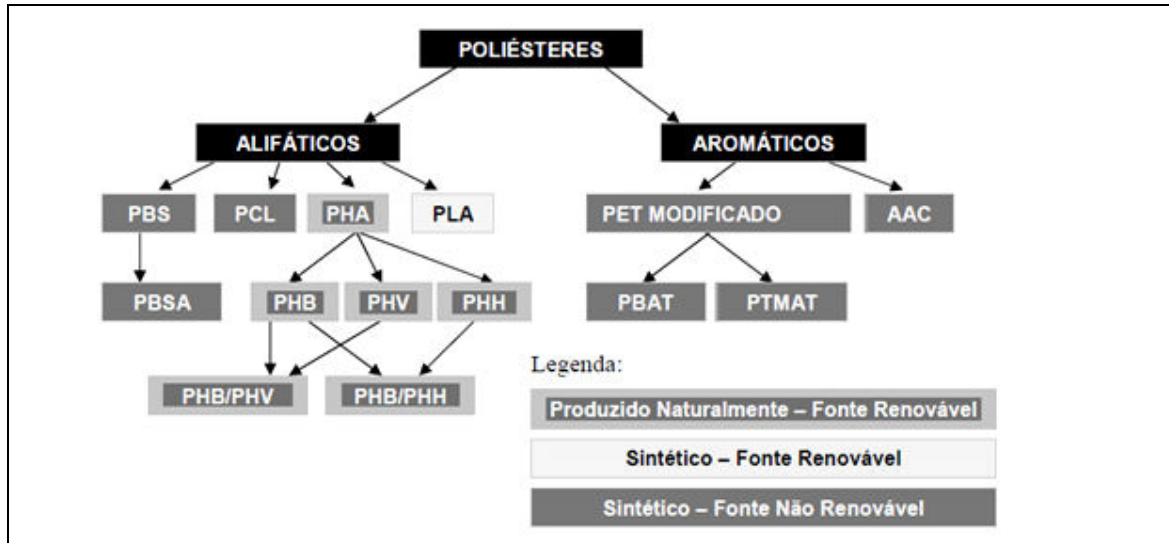 POLIÉSTERES
ALIFÁTICOS
AROMÁTICOS
PBS
PCL
PHA
PLA
PET MODIFICADO
AAC
PBSA
PHB
PHV
PHH
PBAT
PTMAT
PHB/PHV
PHB/PHH
Legenda:
Produzido Naturalmente – Fonte Renovável
Sintético – Fonte Renovável
Sintético – Fonte Não Renovável